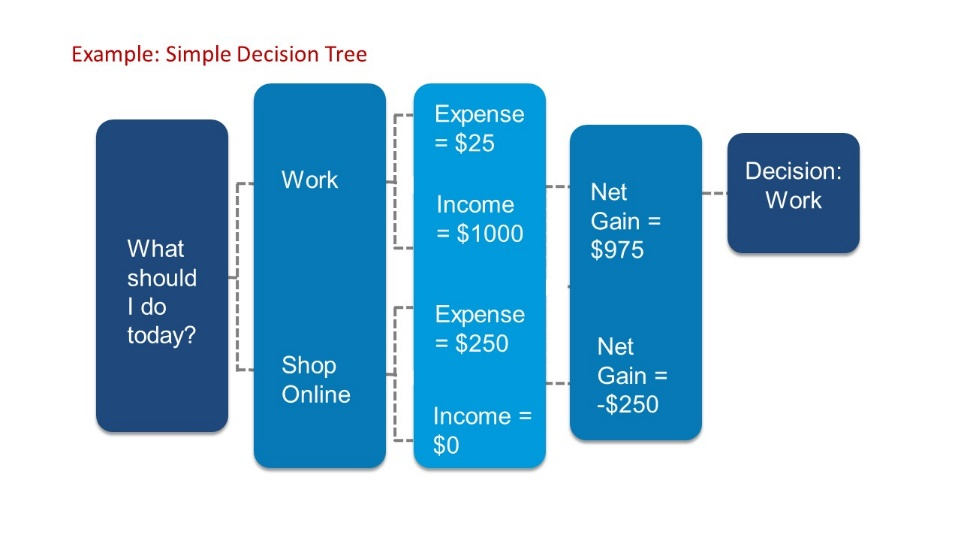 Example: Simple Decision Tree
What
should
I do
today?
Work
Shop
Online
Expense
= $25
Income
= $1000
Expense
= $250
Income =
$0
Net
Gain =
$975
Net
Gain =
-$250
Decision:
Work